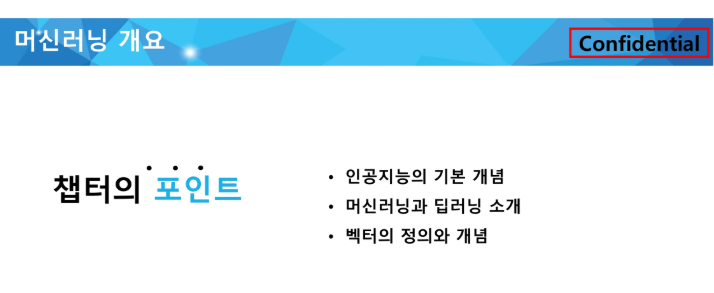 머신러닝 개요
Confidential
챕터의 포인트
• 인공지능의 기본 개념
• 머신러닝과 딥러닝 소개
• 벡터의 정의와 개념